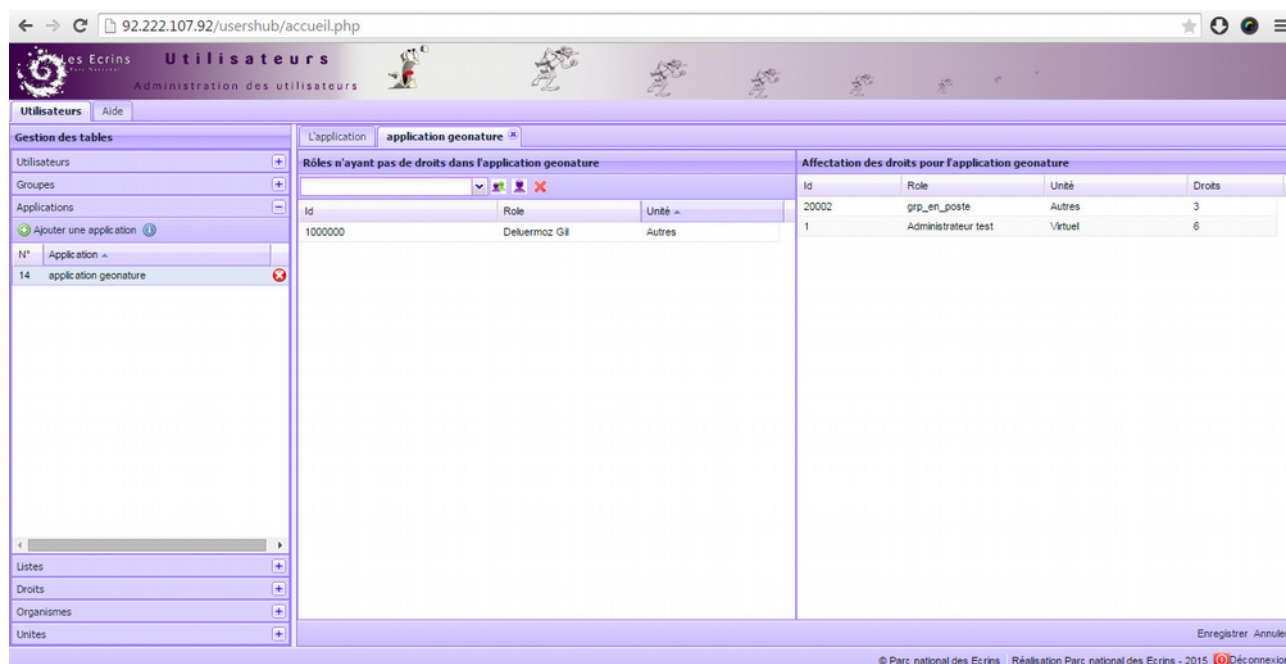 92.222.107.92/usershub/accueil.php
Les Ecrins Utilisateurs
Parc National
Administration des utilisateurs
Utilisateurs Aide
Gestion des tables
L'application application geonature
Utilisateurs
Rôles n'ayant pas de droits dans l'application geonature
Affectation des droits pour l'application geonature
Groupes
Id Role Unité Droits
Applications
Id Role Unité
20002 grp_en_poste Autres 3
Ajouter une application
1000000 Deluermoz Gil Autres
1 Administrateur test Virtuel 6
N° Application
14 application geonature
Listes
Droits
Organismes
Unites
Enregistrer Annuler
© Parc national des Ecrins Réalisation Parc national des Ecrins - 2015 Déconnexion